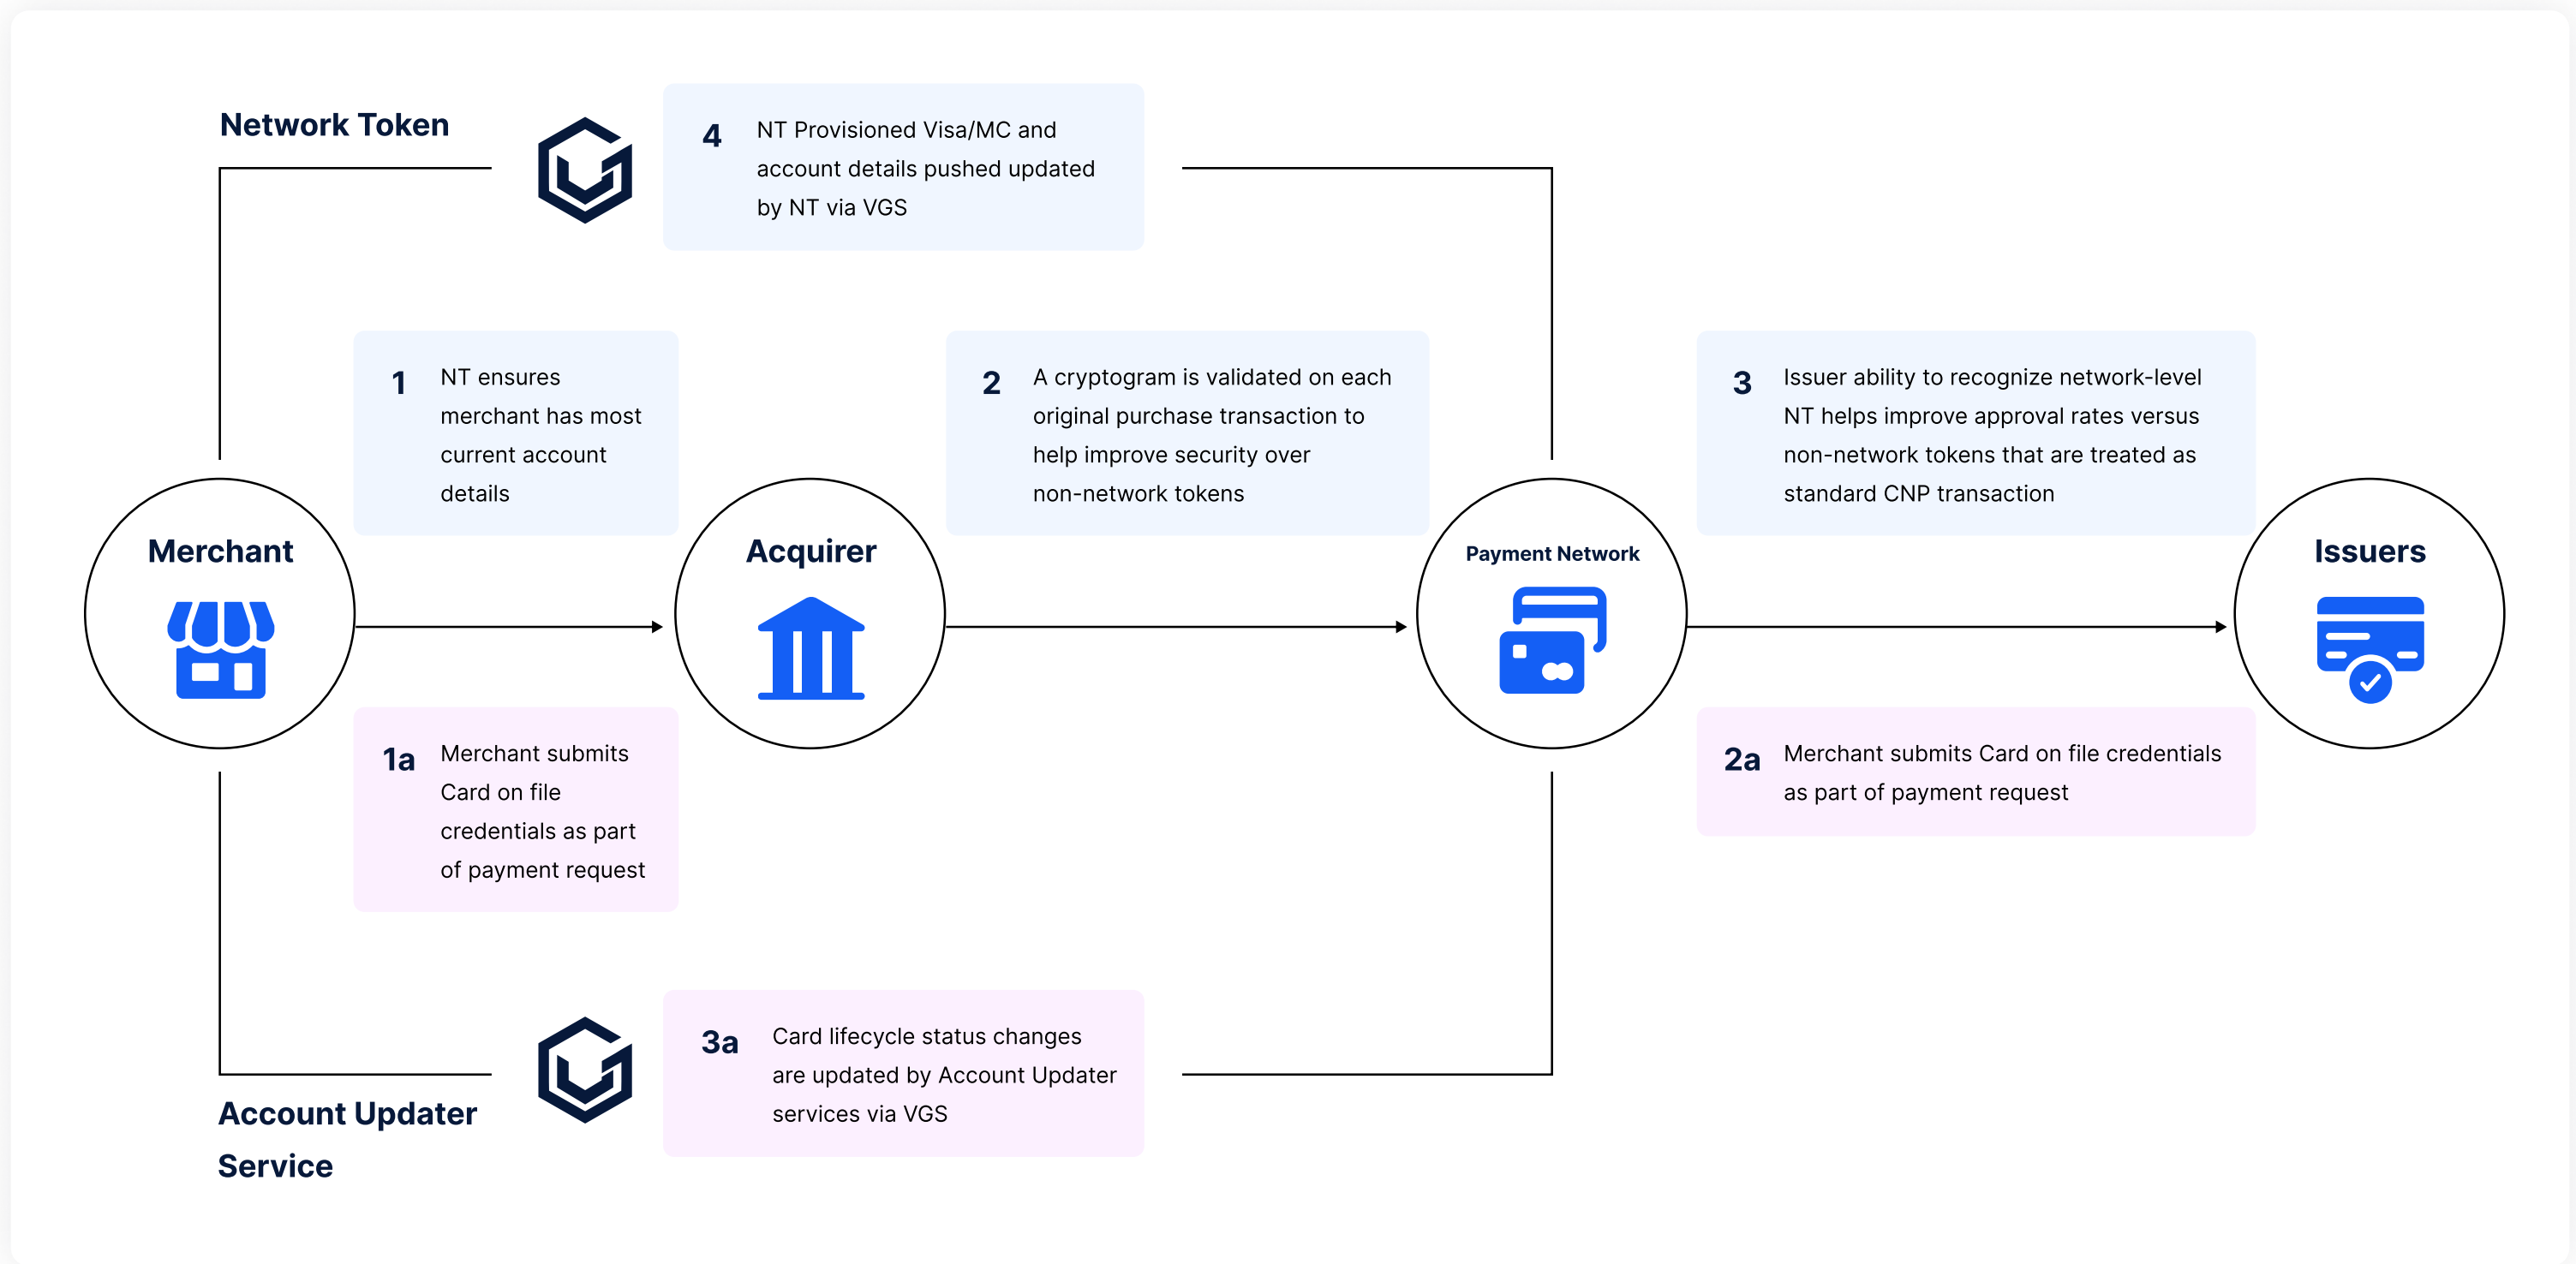 Network Token
4
NT Provisioned Visa/MC and
account details pushed updated
by NT via VGS
1
NT ensures
merchant has most
current account
details
2
A cryptogram is validated on each
original purchase transaction to
help improve security over
non-network tokens
3
Issuer ability to recognize network-level
NT helps improve approval rates versus
non-network tokens that are treated as
standard CNP transaction
Merchant
Acquirer
Payment Network
Issuers
1a
Merchant submits
Card on file
credentials as part
of payment request
2a
Merchant submits Card on file credentials
as part of payment request
3a
Card lifecycle status changes
are updated by Account Updater
services via VGS
Account Updater
Service